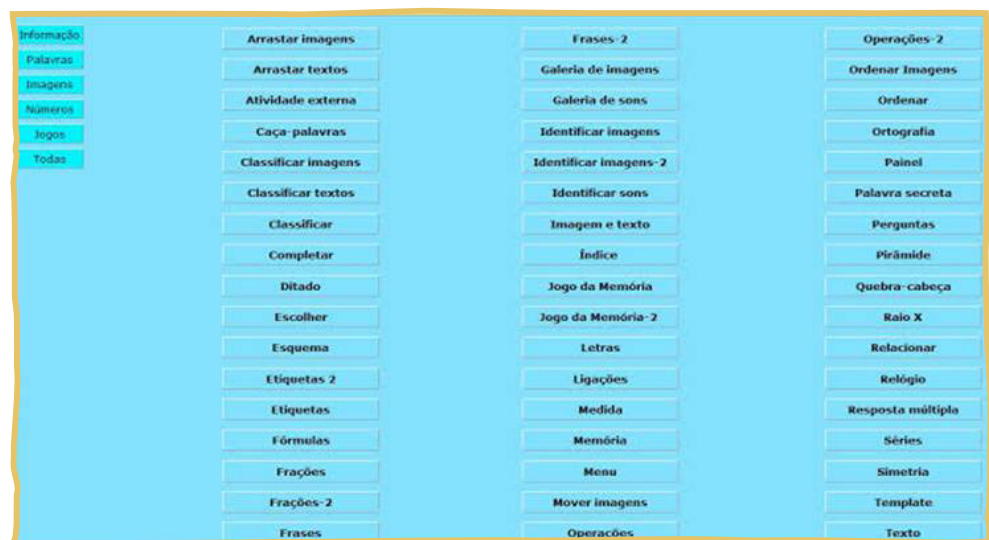 Informação
Palavras
Imagens
Números
Jogos
Todas
Arrastar imagens
Arrastar textos
Atividade externa
Caça-palavras
Classificar imagens
Classificar textos
Classificar
Completar
Ditado
Escolher
Esquema
Etiquetas 2
Etiquetas
Fórmulas
Frações
Frações-2
Frases
Frases-2
Galeria de imagens
Galeria de sons
Identificar imagens
Identificar imagens-2
Identificar sons
Imagem e texto
Índice
Jogo da Memória
Jogo da Memória-2
Letras
Ligações
Medida
Memória
Menu
Mover imagens
Operações
Operações-2
Ordenar Imagens
Ordenar
Ortografia
Painel
Palavra secreta
Perguntas
Pirâmide
Quebra-cabeça
Raio X
Relacionar
Relógio
Resposta múltipla
Séries
Simetria
Template
Texto